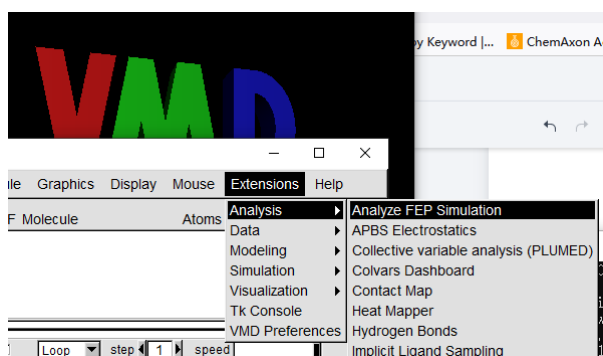 VMD
by Keyword |... ChemAxon A
Graphics Display Mouse Extensions Help
F Molecule Atoms
Analysis
Data
Modeling
Simulation
Visualization
Tk Console
VMD Preferences
Analyze FEP Simulation
APBS Electrostatics
Collective variable analysis (PLUMED)
Colvars Dashboard
Contact Map
Heat Mapper
Hydrogen Bonds
Implicit Ligand Sampling
Loop step 1 speed